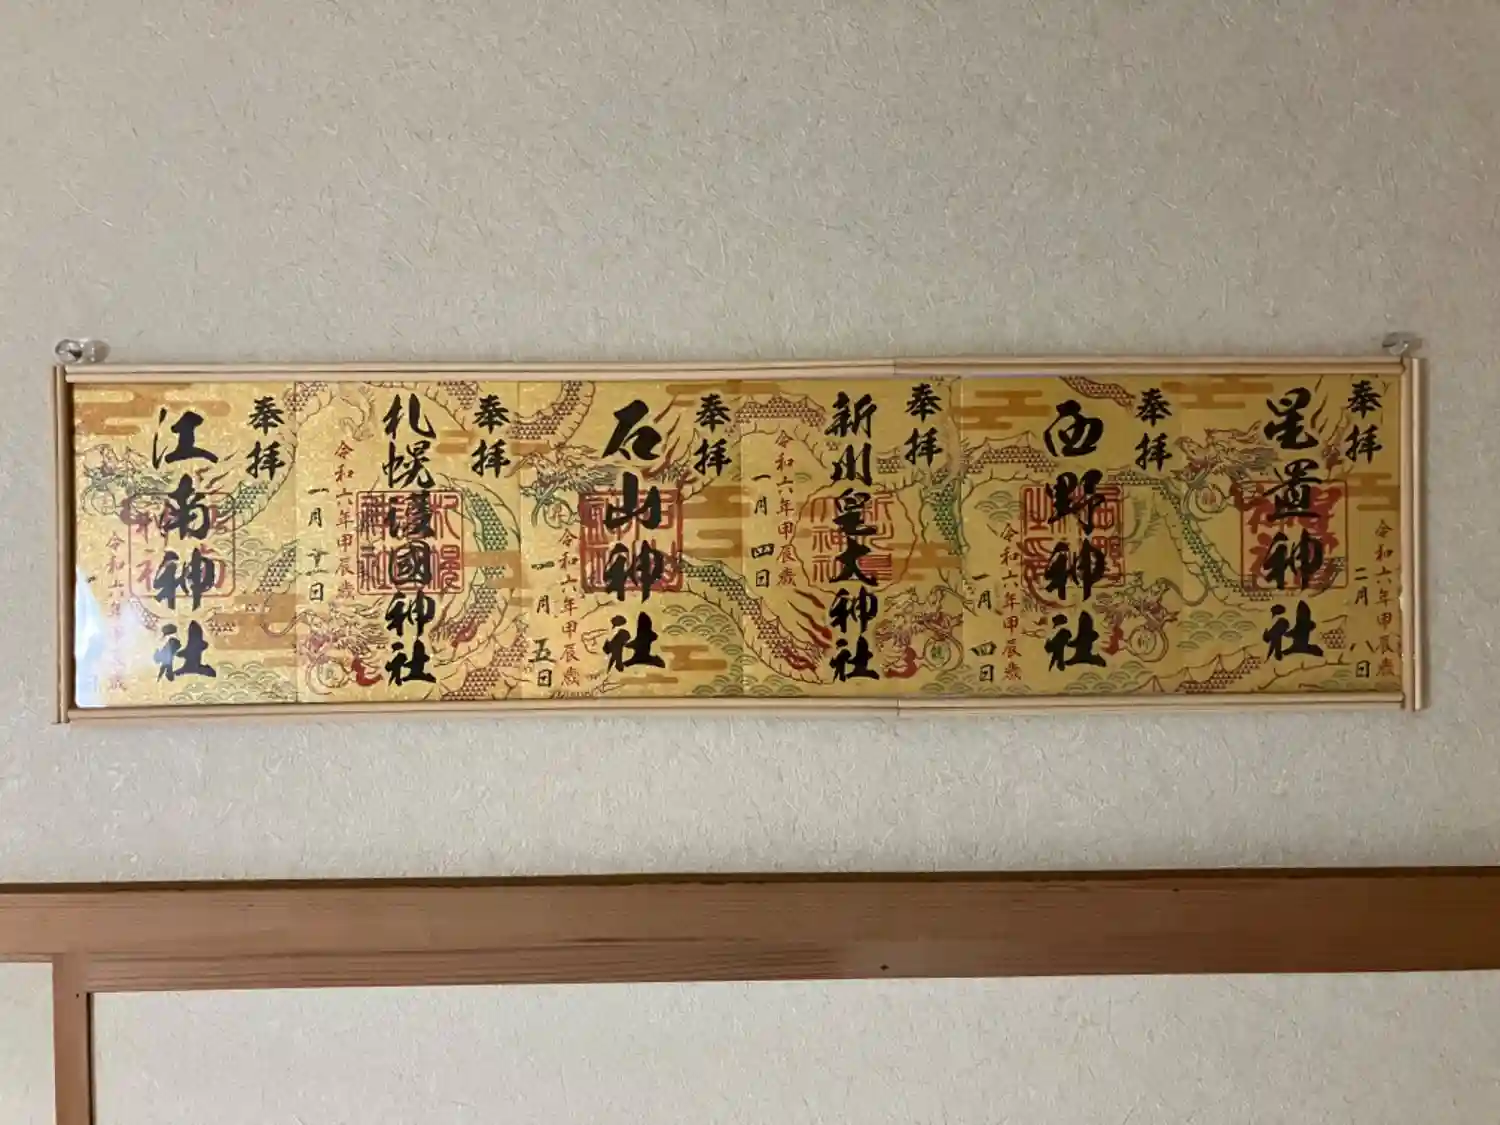 奉拝
星置神社
令和六年甲辰歳
二月 八日
奉拝
西野神社
令和六年甲辰歳
一月 四日
奉拝
新川皇大神社
令和六年甲辰歳
一月 四日
奉拝
石山神社
令和六年甲辰歳
一月 五日
奉拝
札幌護國神社
令和六年甲辰歳
一月
日
奉拝
江南神社
令和六年甲辰歳